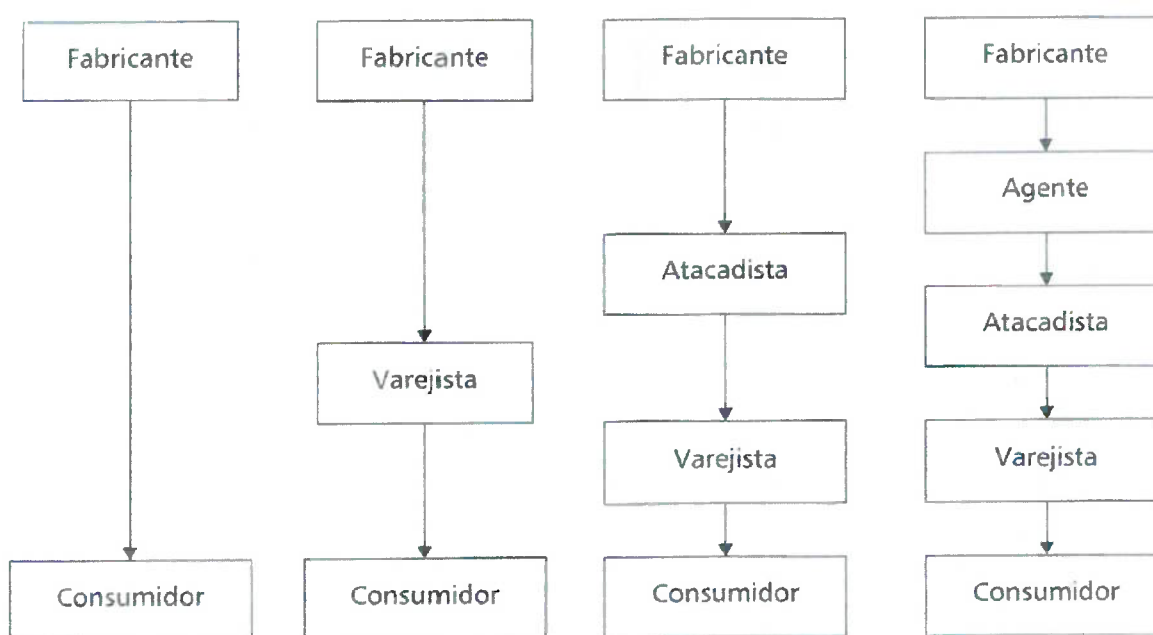 Fabricante
Fabricante
Fabricante
Fabricante
Agente
Atacadista
Atacadista
Varejista
Varejista
Varejista
Consumidor
Consumidor
Consumidor
Consumidor